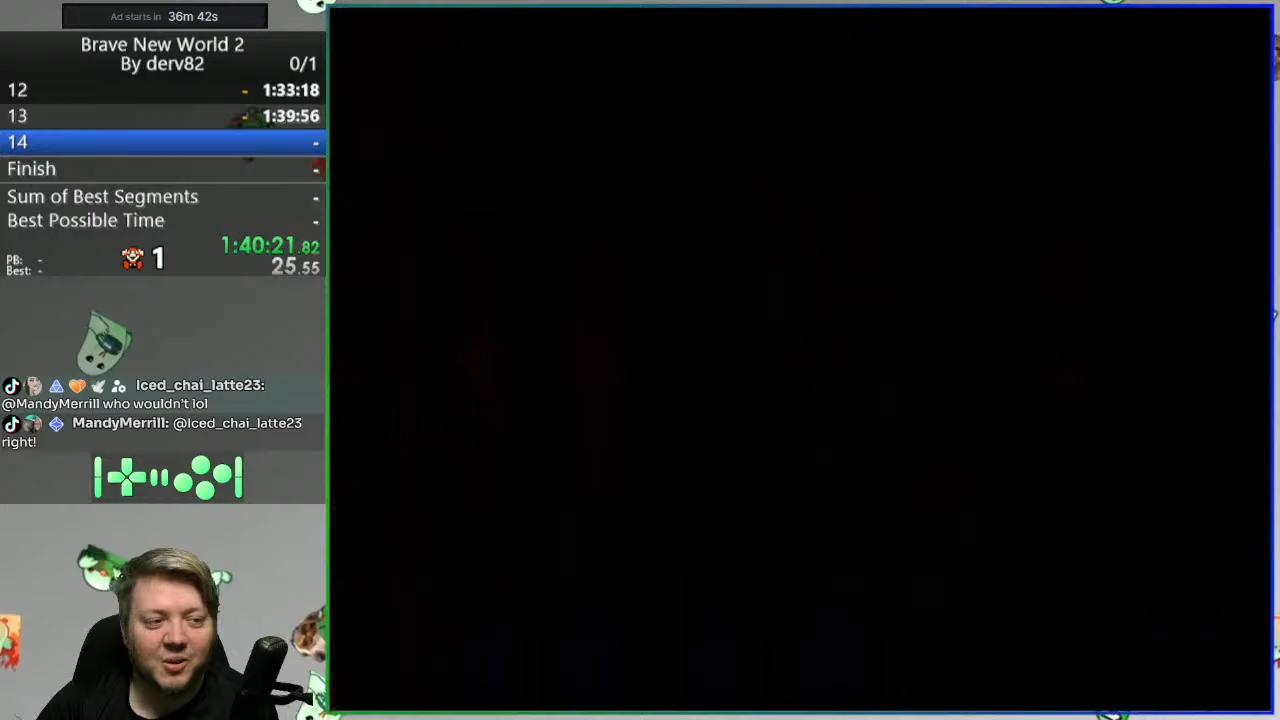 Ad starts in 36m 42s
Brave New World 2
By derv82 0/1
12 - 1:33:18
13 - 1:39:56
14 -
Finish -
Sum of Best Segments -
Best Possible Time -
PB: - 1 1:40:21.82
Best: - 25.55
Iced_chai_latte23:
@MandyMerrill who wouldn't lol
MandyMerrill: @Iced_chai_latte23
right!